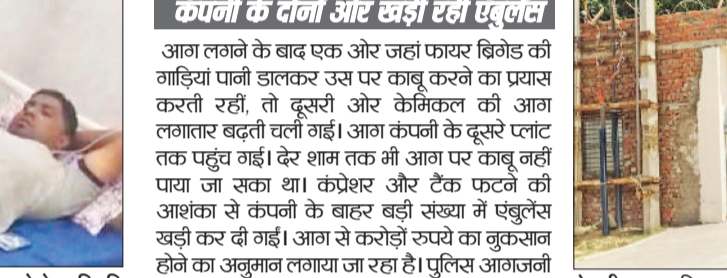 कंपनी के दोनों ओर खड़ी रहीं एंबुलेंस
आग लगने के बाद एक ओर जहां फायर ब्रिगेड की
गाड़ियां पानी डालकर उस पर काबू करने का प्रयास
करती रहीं, तो दूसरी ओर केमिकल की आग
लगातार बढ़ती चली गई। आग कंपनी के दूसरे प्लांट
तक पहुंच गई। देर शाम तक भी आग पर काबू नहीं
पाया जा सका था। कंप्रेशर और टैंक फटने की
आशंका से कंपनी के बाहर बड़ी संख्या में एंबुलेंस
खड़ी कर दी गईं। आग से करोड़ों रुपये का नुकसान
होने का अनुमान लगाया जा रहा है। पुलिस आगजनी